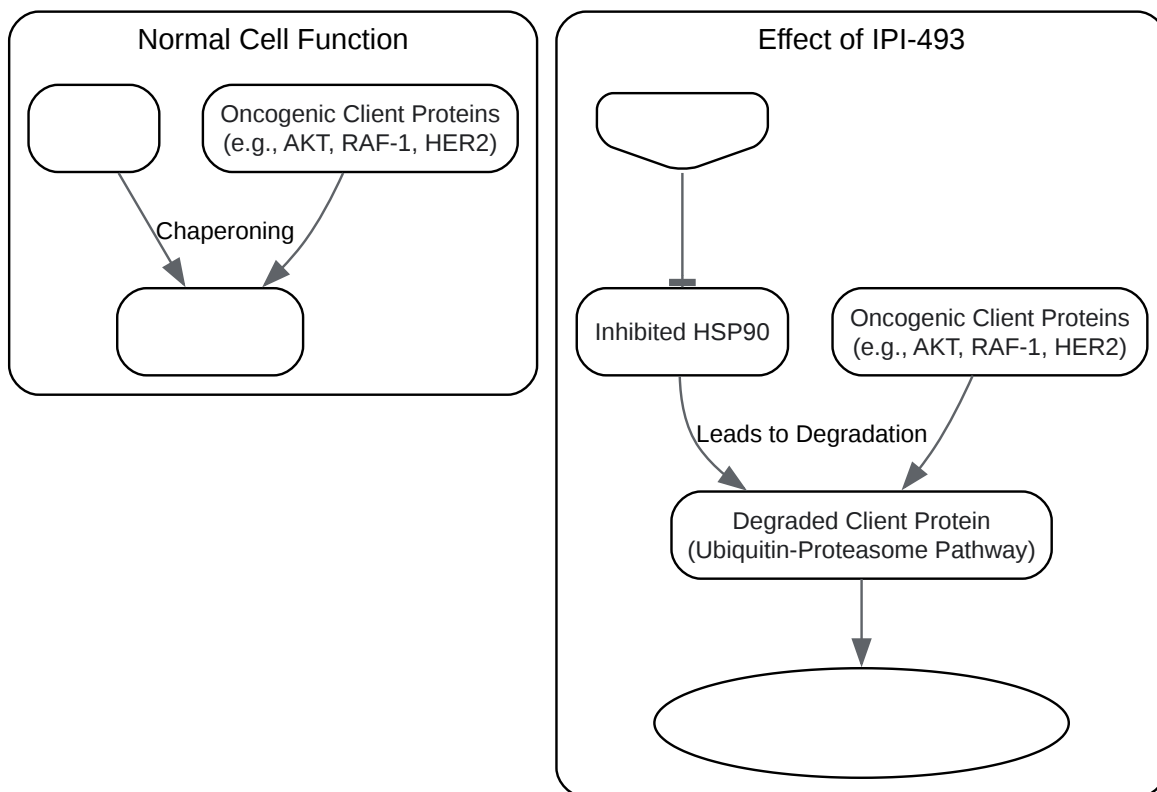 Normal Cell Function
Oncogenic Client Proteins
(e.g., AKT, RAF-1, HER2)
Chaperoning
Effect of IPI-493
Inhibited HSP90
Oncogenic Client Proteins
(e.g., AKT, RAF-1, HER2)
Leads to Degradation
Degraded Client Protein
(Ubiquitin-Proteasome Pathway)